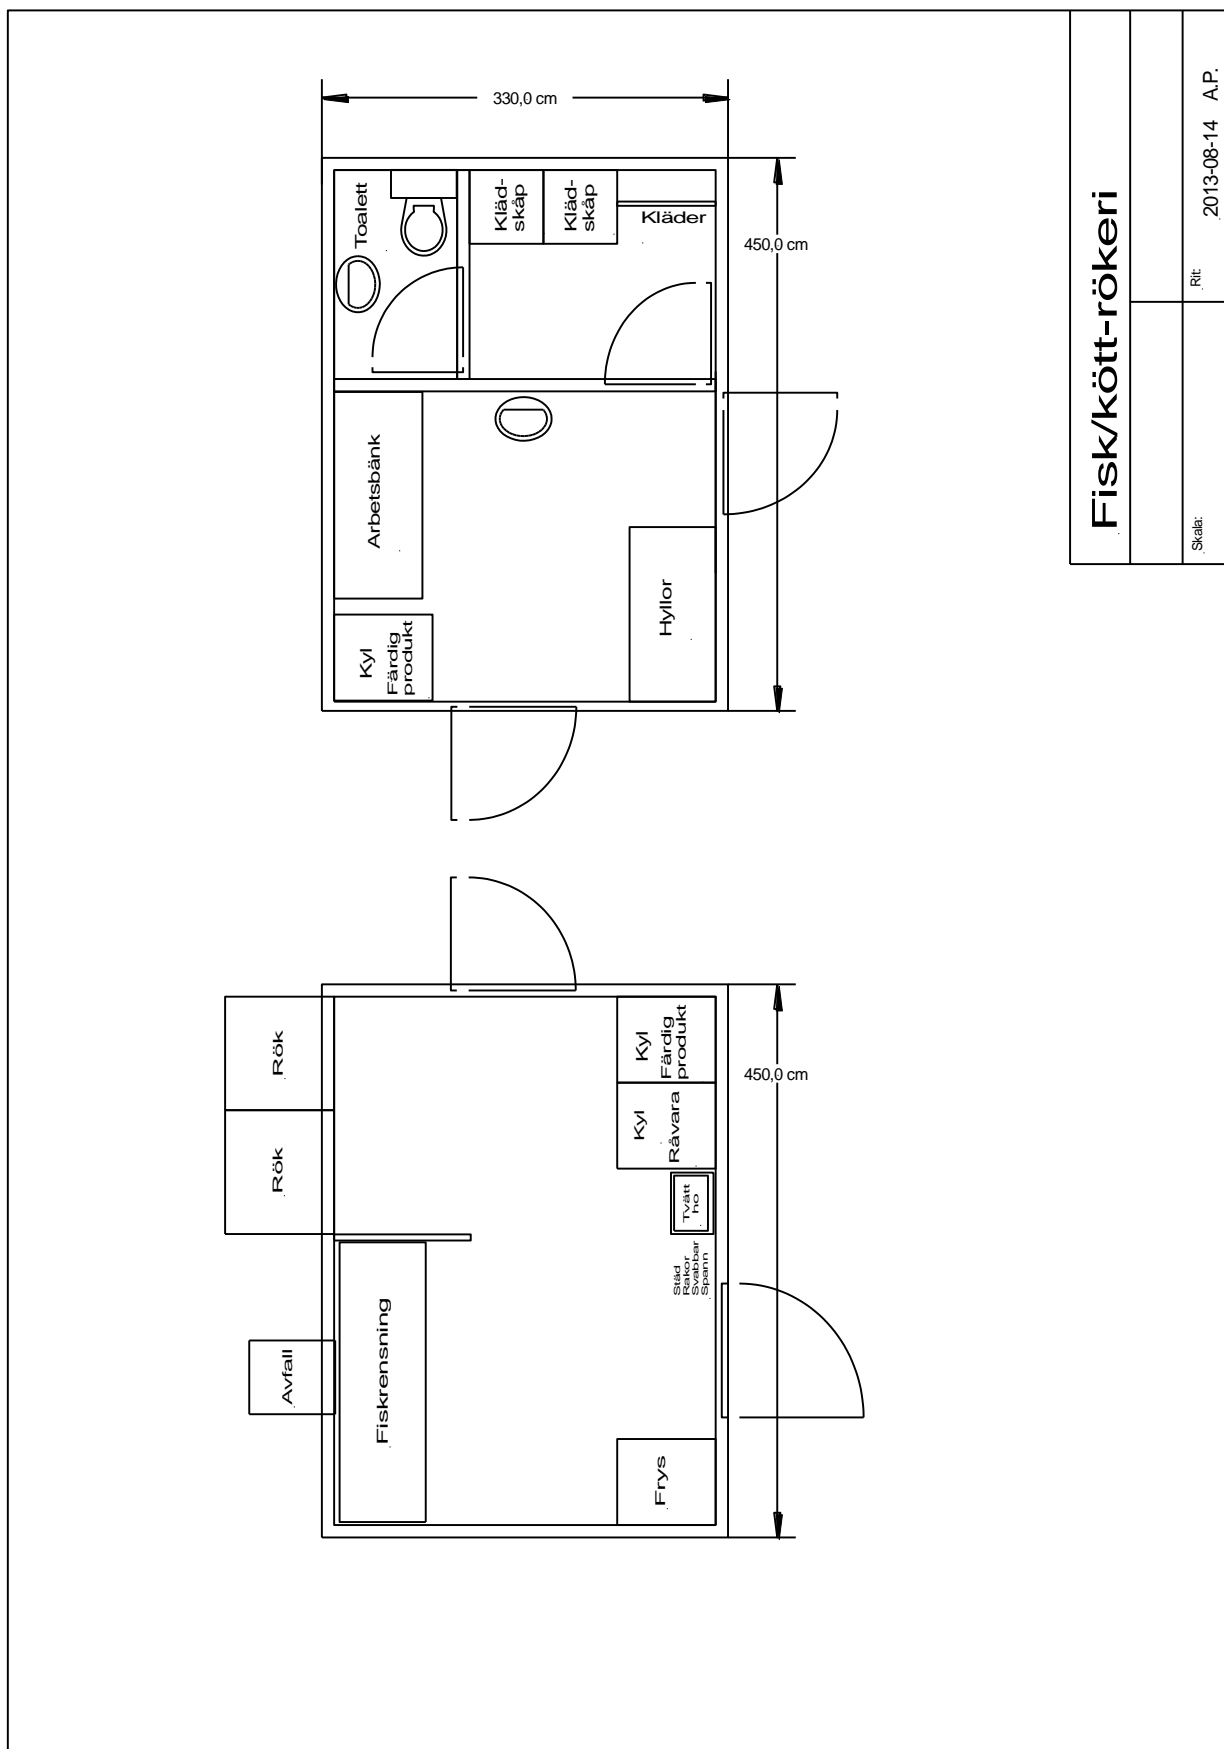 330,0 cm
Toalett
Kläd-
skåp
Kläd-
skåp
Kläder
450,0 cm
Arbetsbänk
Hyllor
Kyl
Färdig
produkt
Rök
Rök
Kyl
Färdig
produkt
450,0 cm
Kyl
Råvara
Tvätt
ho
Städ
Rakor
Svabbar
Spann
Avfall
Fiskrensning
Frys
Fisk/kött-rökeri
Skala:
Rit:
2013-08-14 A.P.